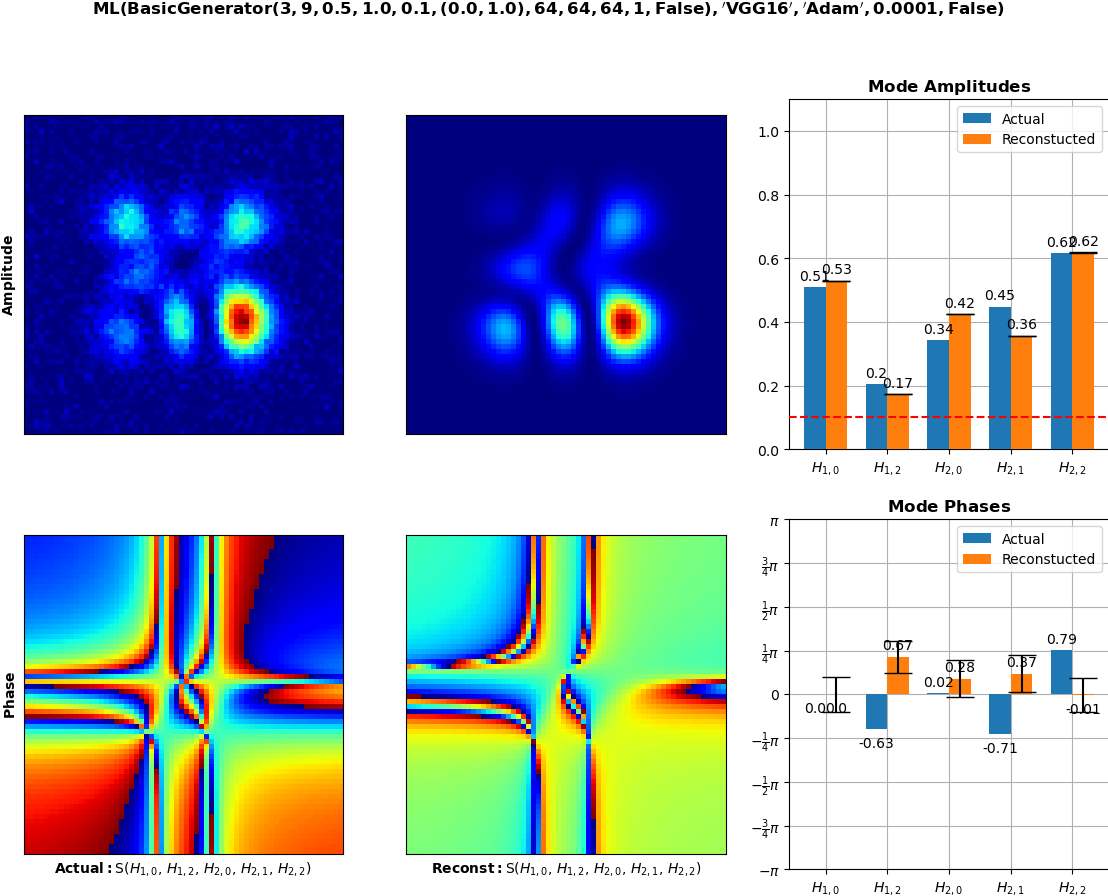 ML(BasicGenerator(3, 9, 0.5, 1.0, 0.1, (0.0, 1.0), 64, 64, 64, 1, False), ′VGG16′, ′Adam′, 0.0001, False)
Mode Amplitudes
Amplitude
1.0
0.8
0.6
0.4
0.2
0.0
Actual
Reconstucted
0.51
0.53
0.2
0.17
0.34
0.42
0.45
0.36
0.62
0.62
H1,0
H1,2
H2,0
H2,1
H2,2
Mode Phases
Phase
π
3/4 π
1/2 π
1/4 π
0
−1/4 π
−1/2 π
−3/4 π
−π
Actual
Reconstucted
0.0
0.0
-0.63
0.67
0.02
0.28
-0.71
0.37
0.79
-0.01
H1,0
H1,2
H2,0
H2,1
H2,2
Actual: S(H1,0, H1,2, H2,0, H2,1, H2,2)
Reconst: S(H1,0, H1,2, H2,0, H2,1, H2,2)